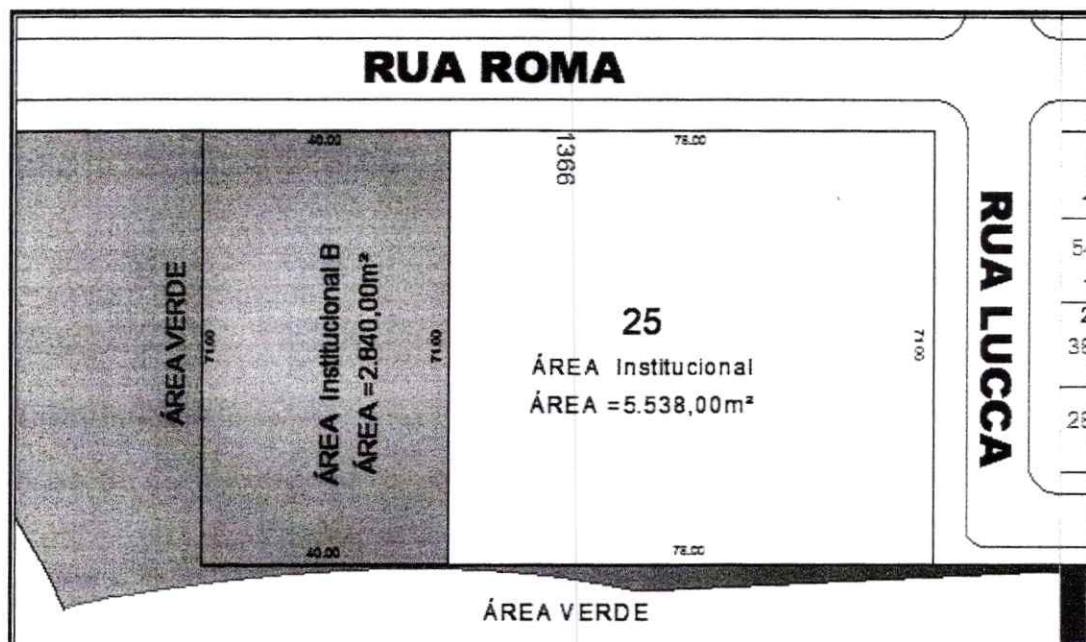 RUA ROMA
40.00
1366
78.00
ÁREA VERDE
71.00
ÁREA Institucional B
ÁREA =2.840,00m²
71.00
25
ÁREA Institucional
ÁREA =5.538,00m²
71.00
RUA LUCCA
40.00
78.00
ÁREA VERDE